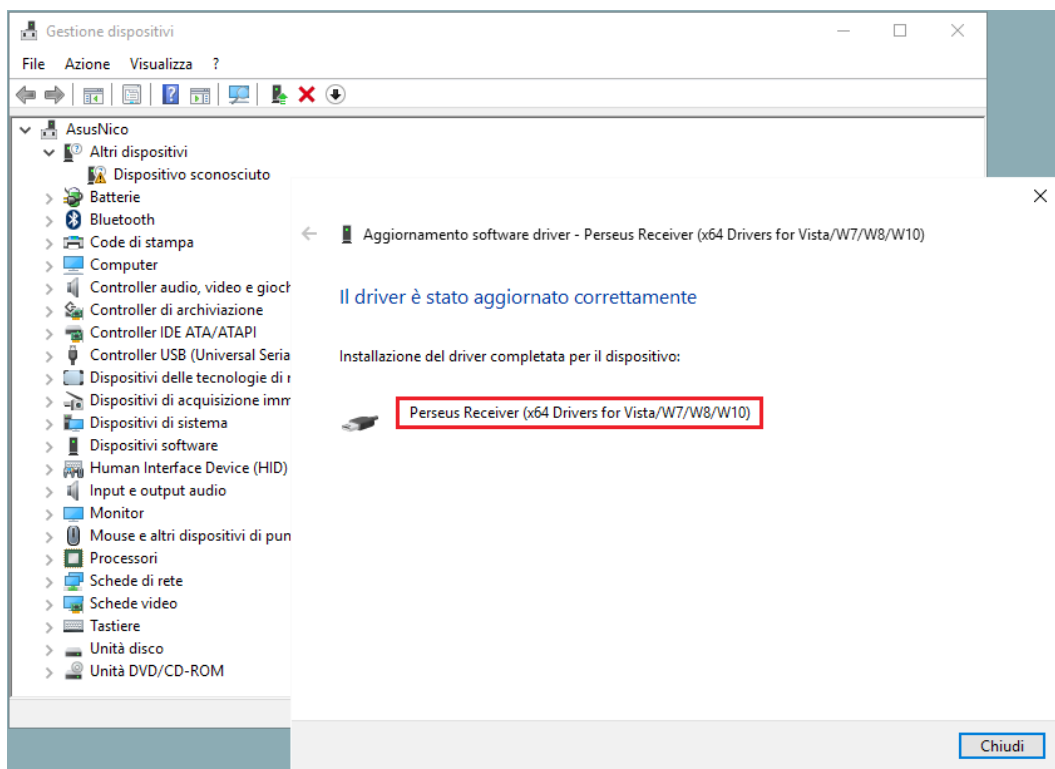 Gestione dispositivi
File Azione Visualizza ?
AsusNico
Altri dispositivi
Dispositivo sconosciuto
Batterie
Bluetooth
Code di stampa
Computer
Controller audio, video e gioch
Controller di archiviazione
Controller IDE ATA/ATAPI
Controller USB (Universal Seria
Dispositivi delle tecnologie di r
Dispositivi di acquisizione imm
Dispositivi di sistema
Dispositivi software
Human Interface Device (HID)
Input e output audio
Monitor
Mouse e altri dispositivi di pun
Processori
Schede di rete
Schede video
Tastiere
Unità disco
Unità DVD/CD-ROM
Aggiornamento software driver - Perseus Receiver (x64 Drivers for Vista/W7/W8/W10)
Il driver è stato aggiornato correttamente
Installazione del driver completata per il dispositivo:
Perseus Receiver (x64 Drivers for Vista/W7/W8/W10)
Chiudi